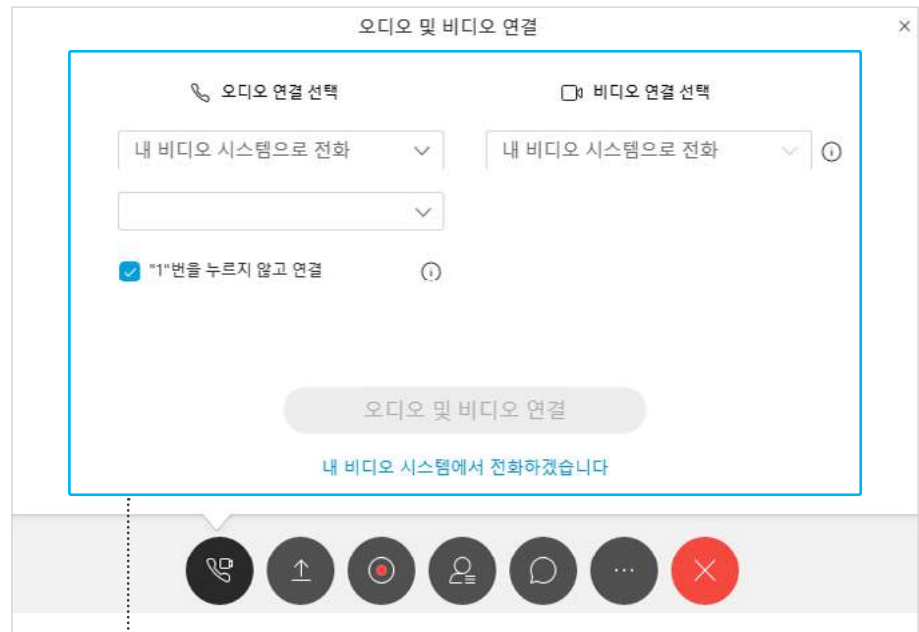 오디오 및 비디오 연결
오디오 연결 선택
비디오 연결 선택
내 비디오 시스템으로 전화
내 비디오 시스템으로 전화
"1"번을 누르지 않고 연결
오디오 및 비디오 연결
내 비디오 시스템에서 전화하겠습니다